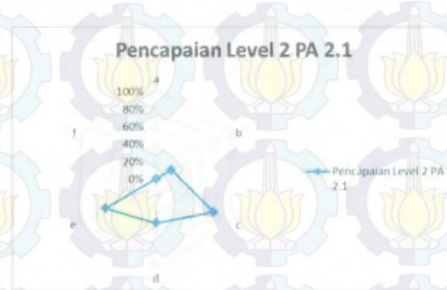 Pencapaian Level 2 PA 2.1
a
100%
80%
f
60%
b
40%
20%
Pencapaian Level 2 PA
0%
2.1
e
c
d